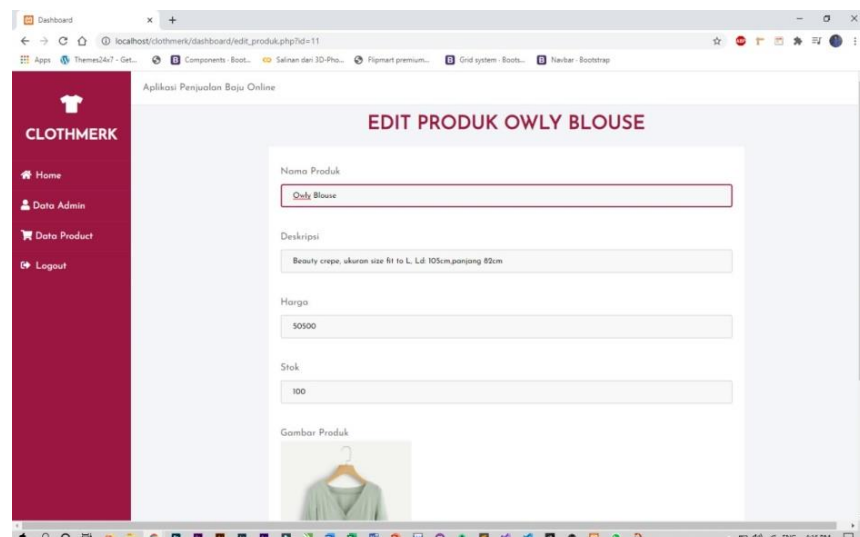 Dashboard
localhost/clothmerk/dashboard/edit_produk.php?id=11
Apps Themes24x7 - Get... Components · Boot... Salinan dari 3D-Pho... Flipmart premium... Grid system · Boots... Navbar · Bootstrap
Aplikasi Penjualan Baju Online
CLOTHMERK
Home
Data Admin
Data Product
Logout
EDIT PRODUK OWLY BLOUSE
Nama Produk
Owly Blouse
Deskripsi
Beauty crepe, ukuran size fit to L. Ld: 105cm,panjang 82cm
Harga
50500
Stok
100
Gambar Produk